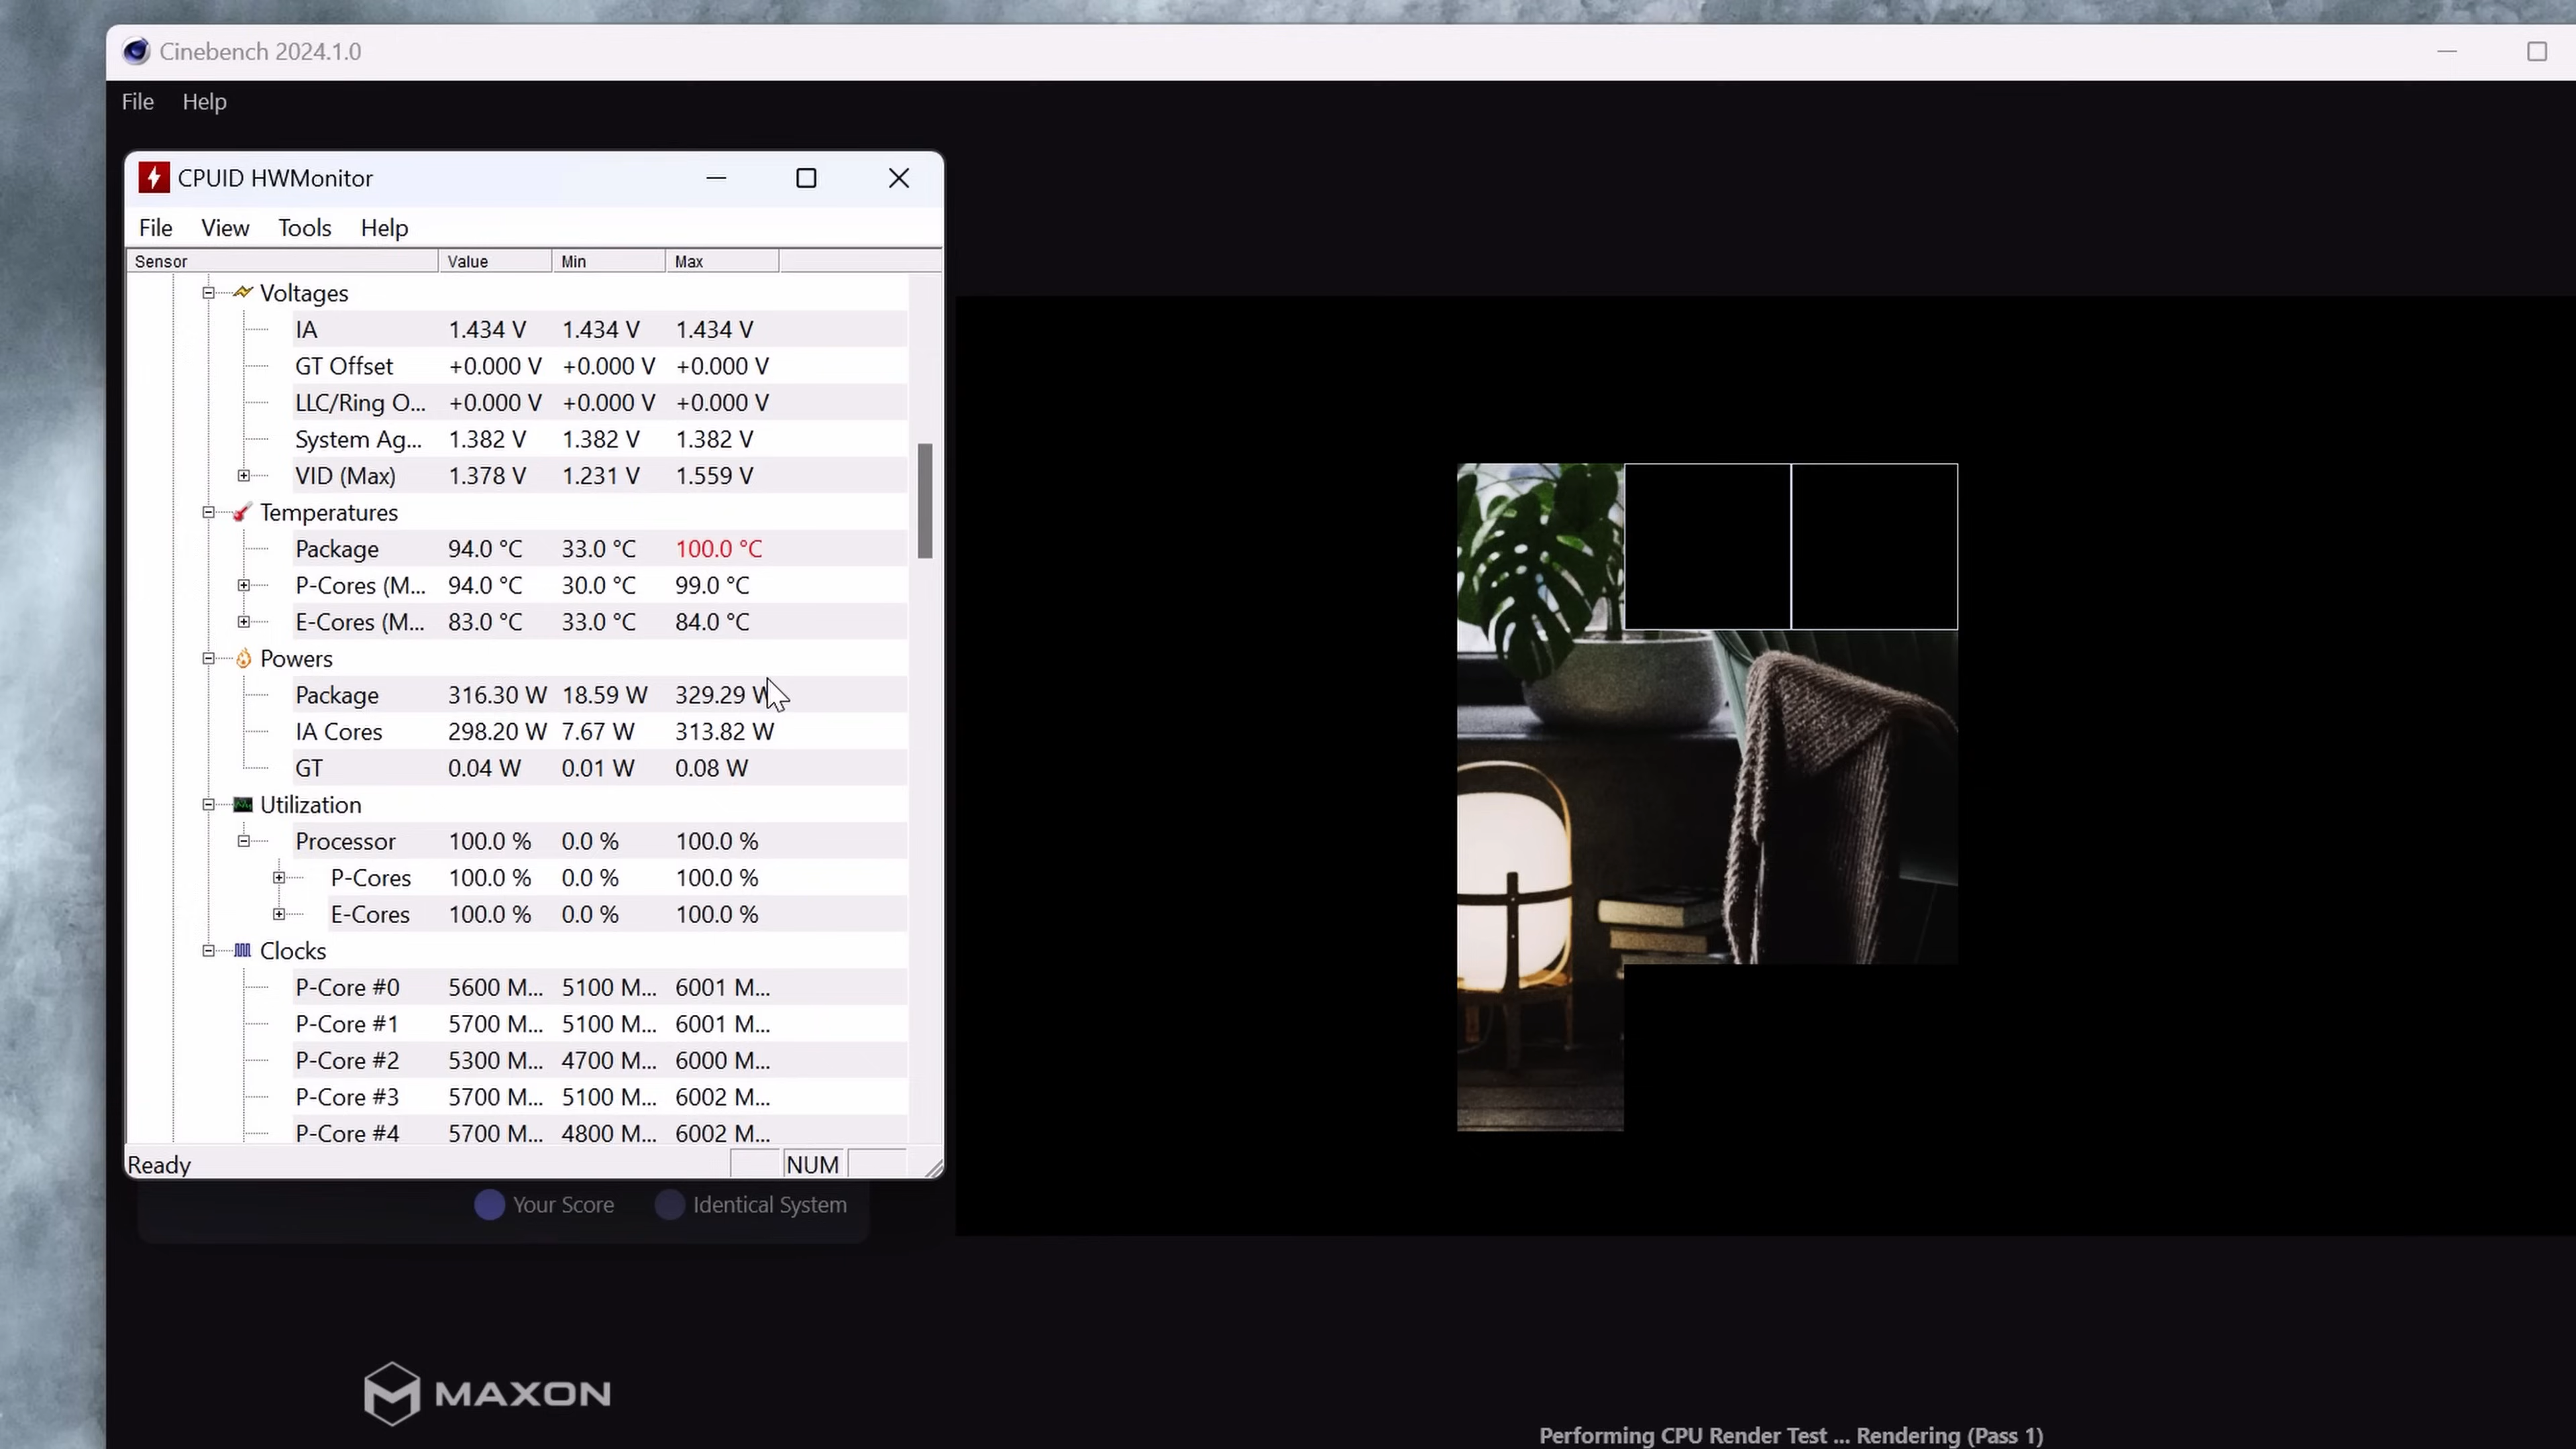 Cinebench 2024.1.0
File Help
CPUID HWMonitor
File View Tools Help
Sensor Value Min Max
Voltages
IA 1.434 V 1.434 V 1.434 V
GT Offset +0.000 V +0.000 V +0.000 V
LLC/Ring O... +0.000 V +0.000 V +0.000 V
System Ag... 1.382 V 1.382 V 1.382 V
VID (Max) 1.378 V 1.231 V 1.559 V
Temperatures
Package 94.0 °C 33.0 °C 100.0 °C
P-Cores (M... 94.0 °C 30.0 °C 99.0 °C
E-Cores (M... 83.0 °C 33.0 °C 84.0 °C
Powers
Package 316.30 W 18.59 W 329.29 W
IA Cores 298.20 W 7.67 W 313.82 W
GT 0.04 W 0.01 W 0.08 W
Utilization
Processor 100.0 % 0.0 % 100.0 %
P-Cores 100.0 % 0.0 % 100.0 %
E-Cores 100.0 % 0.0 % 100.0 %
Clocks
P-Core #0 5600 M... 5100 M... 6001 M...
P-Core #1 5700 M... 5100 M... 6001 M...
P-Core #2 5300 M... 4700 M... 6000 M...
P-Core #3 5700 M... 5100 M... 6002 M...
P-Core #4 5700 M... 4800 M... 6002 M...
Ready NUM
Your Score Identical System
MAXON
Performing CPU Render Test ... Rendering (Pass 1)